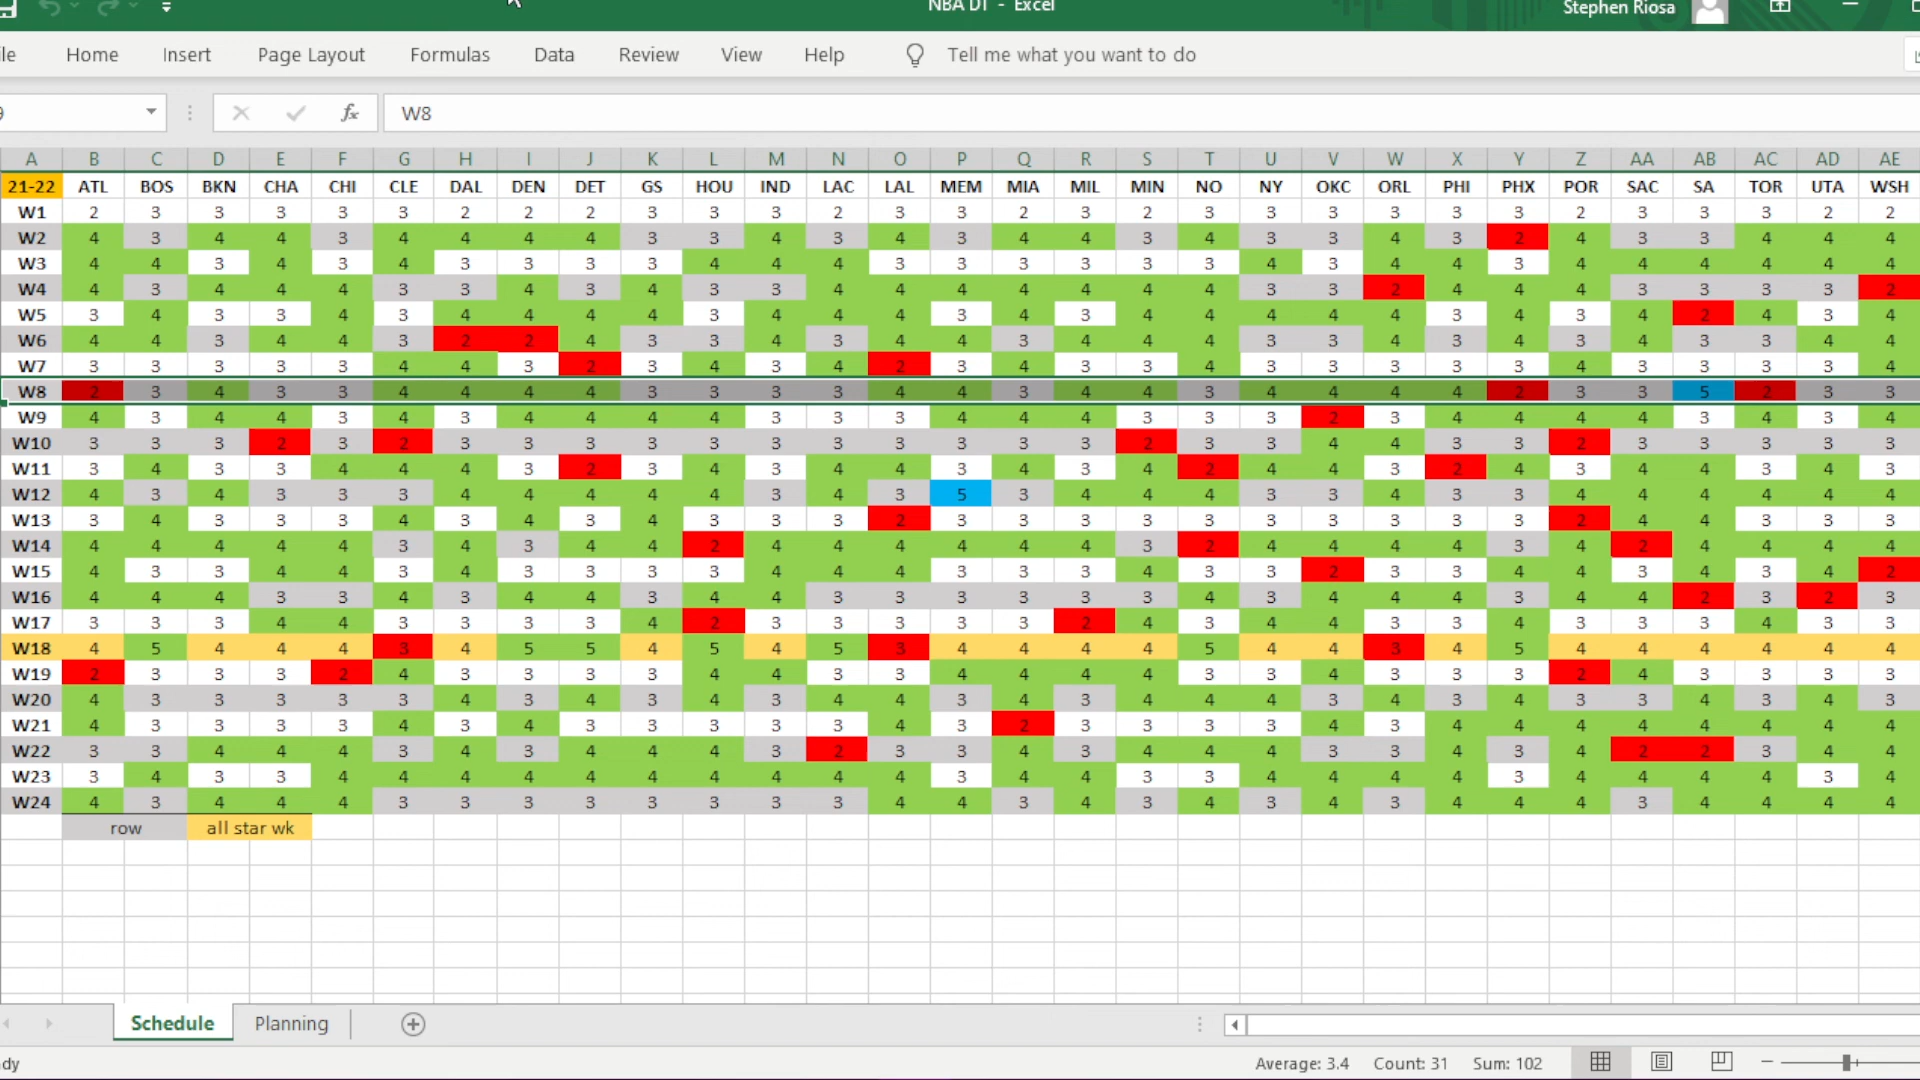 NBA DT - Excel
Stephen Riosa
Home Insert Page Layout Formulas Data Review View Help Tell me what you want to do
fx W8
A B C D E F G H I J K L M N O P Q R S T U V W X Y Z AA AB AC AD AE
21-22 ATL BOS BKN CHA CHI CLE DAL DEN DET GS HOU IND LAC LAL MEM MIA MIL MIN NO NY OKC ORL PHI PHX POR SAC SA TOR UTA WSH
W1 2 3 3 3 3 3 2 2 2 3 3 3 2 3 3 2 3 2 3 3 3 3 3 3 2 3 3 3 2 2
W2 4 3 4 4 3 4 4 4 4 3 3 4 3 4 3 4 4 3 4 3 3 4 3 2 4 3 3 4 4 4
W3 4 4 3 4 3 4 3 3 3 3 4 4 4 3 3 3 3 3 3 4 3 4 4 3 4 4 4 4 4 4
W4 4 3 4 4 4 3 3 4 3 4 3 3 4 4 4 4 4 4 4 3 3 2 4 4 4 3 3 3 3 2
W5 3 4 3 3 4 3 4 4 4 4 3 4 4 4 3 4 3 4 4 4 4 4 3 4 3 4 2 4 3 4
W6 4 4 3 4 4 3 2 2 4 3 3 4 3 4 4 3 4 4 4 3 3 4 3 4 3 4 3 3 4 4
W7 3 3 3 3 3 4 4 3 2 3 4 3 4 2 3 4 3 3 4 3 3 3 3 3 4 3 3 3 3 4
W8 2 3 4 3 3 4 4 4 4 3 3 3 3 4 4 3 4 4 3 4 4 4 4 2 3 3 5 2 3 3
W9 4 3 4 4 3 4 3 4 4 4 4 3 3 3 4 4 4 3 3 3 2 3 4 4 4 4 3 4 3 4
W10 3 3 3 2 3 2 3 3 3 3 3 3 3 3 3 3 3 2 3 3 4 4 3 3 2 3 3 3 3 3
W11 3 4 3 3 4 4 4 3 2 3 4 3 4 4 3 4 3 4 2 4 4 3 2 4 3 4 4 3 4 3
W12 4 3 4 3 3 3 4 4 4 4 4 3 4 3 5 3 4 4 4 3 3 4 3 3 4 4 4 4 4 4
W13 3 4 3 3 3 4 3 4 3 4 3 3 3 2 3 3 3 3 3 3 3 3 3 3 2 4 4 3 3 3
W14 4 4 4 4 4 3 4 3 4 4 2 4 4 4 4 4 4 3 2 4 4 4 4 3 4 2 4 4 4 4
W15 4 3 3 4 4 3 4 3 3 3 3 4 4 4 3 3 3 4 3 3 2 3 3 4 4 3 4 3 4 2
W16 4 4 4 3 3 4 3 4 4 3 4 4 3 3 3 3 3 3 4 3 4 4 4 3 4 4 2 3 2 3
W17 3 3 3 4 4 3 3 3 3 4 2 3 3 3 3 3 2 4 3 4 4 3 3 4 3 3 3 4 3 3
W18 4 5 4 4 4 3 4 5 5 4 5 4 5 3 4 4 4 4 5 4 4 3 4 5 4 4 4 4 4 4
W19 2 3 3 3 2 4 3 3 3 3 4 4 3 3 4 4 4 4 3 3 4 3 3 3 2 4 3 3 3 3
W20 4 3 3 3 3 3 4 3 4 3 4 3 4 4 3 4 3 4 4 4 3 4 3 4 3 3 4 3 4 3
W21 4 3 3 3 3 4 3 4 3 3 3 3 3 4 3 2 3 3 3 3 4 3 4 4 4 4 4 4 4 4
W22 3 3 4 4 4 3 4 3 4 4 4 3 2 3 3 4 3 4 4 4 3 3 4 3 4 2 2 3 4 4
W23 3 4 3 3 4 4 4 4 4 4 4 4 4 4 3 4 4 3 3 4 4 4 4 3 4 4 4 4 3 4
W24 4 3 4 4 4 3 3 3 3 3 3 3 3 4 4 3 4 3 4 3 4 3 4 4 4 3 4 4 4 4
row all star wk
Schedule Planning
Average: 3.4 Count: 31 Sum: 102